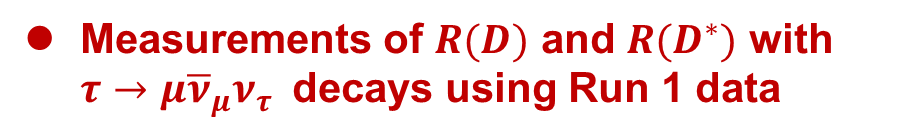 ● Measurements of R(D) and R(D*) with
τ → μν̅_μν_τ decays using Run 1 data